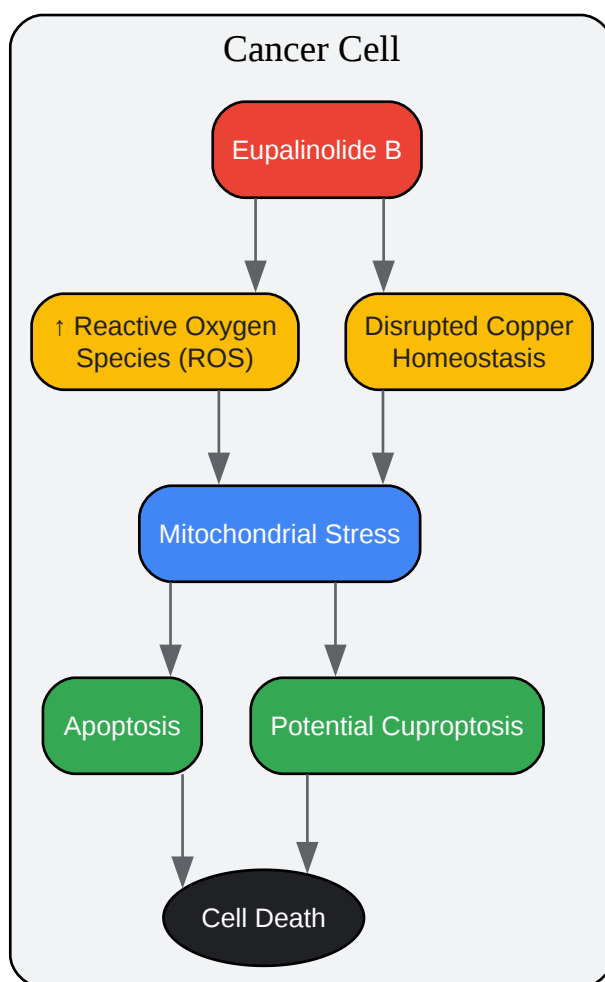 Cancer Cell
Eupalinolide B
↑ Reactive Oxygen
Species (ROS)
Disrupted Copper
Homeostasis
Mitochondrial Stress
Apoptosis
Potential Cuproptosis
Cell Death